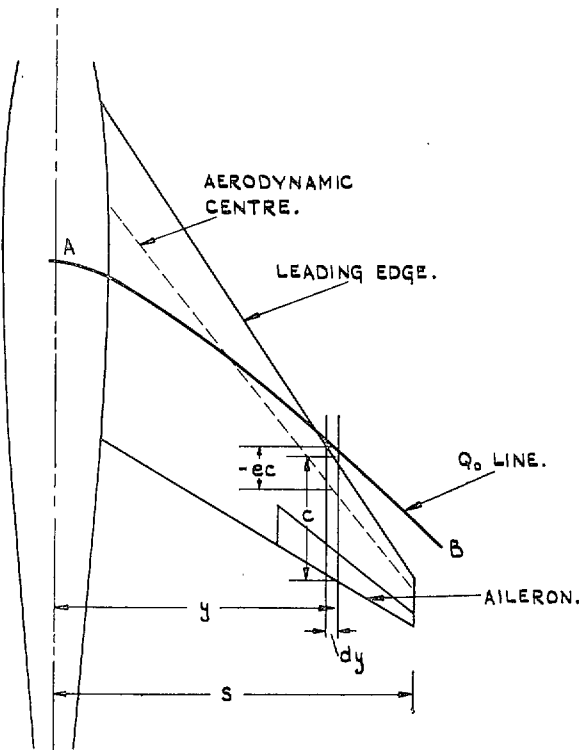 AERODYNAMIC
CENTRE.
A
LEADING EDGE.
Q₀ LINE.
-ec
c
B
AILERON.
y
dy
s